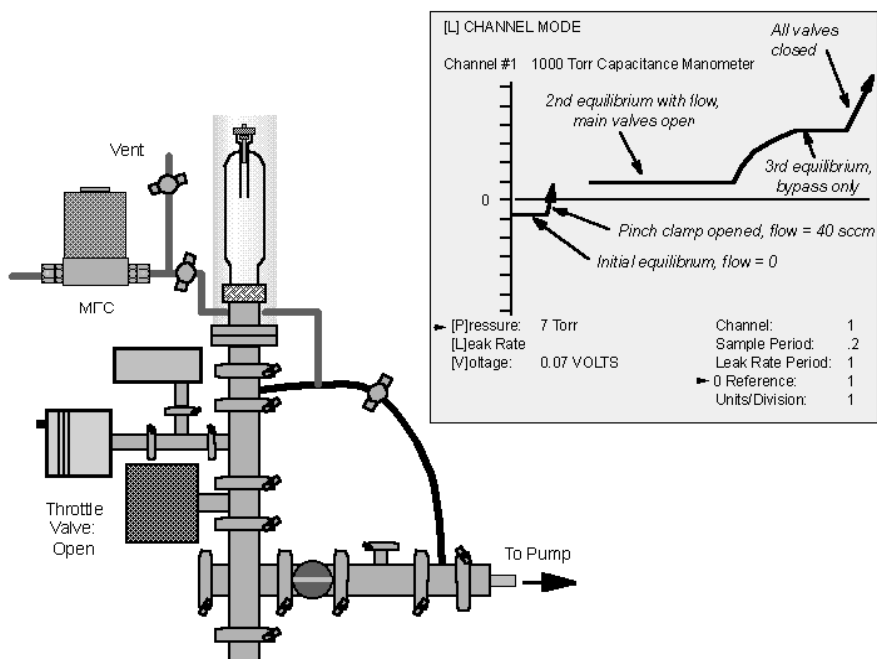 [L] CHANNEL MODE
All valves
closed
Channel #1 1000 Torr Capacitance Manometer
2nd equilibrium with flow,
main valves open
3rd equilibrium,
bypass only
0
Pinch clamp opened, flow = 40 sccm
Initial equilibrium, flow = 0
[P]ressure: 7 Torr
[L]eak Rate
[V]oltage: 0.07 VOLTS
Channel: 1
Sample Period: .2
Leak Rate Period: 1
0 Reference: 1
Units/Division: 1
Vent
MFC
Throttle
Valve:
Open
To Pump